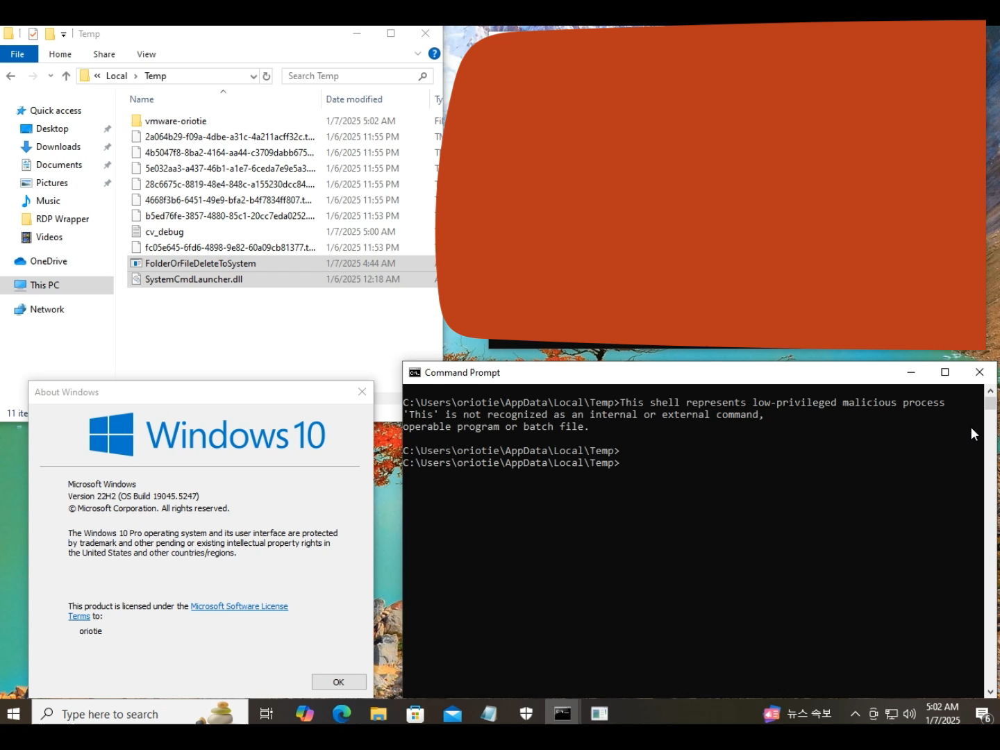 Temp
File
Home
Share
View
« Local › Temp
Search Temp
Name
Date modified
Ty
Quick access
Desktop
Downloads
Documents
Pictures
Music
RDP Wrapper
Videos
OneDrive
This PC
Network
vmware-oriotie 1/7/2025 5:02 AM
2a064b29-f09a-4dbe-a31c-4a211acff32c.t... 1/6/2025 11:55 PM
4b5047f8-8ba2-4164-aa44-c3709dabb675... 1/6/2025 11:55 PM
5e032aa3-a437-46b1-a1e7-6ceda7e9e5a3.... 1/6/2025 11:55 PM
28c6675c-8819-48e4-848c-a155230dcc84.... 1/6/2025 11:55 PM
4668f3b6-6451-49e9-bfa2-b4f7834ff807.t... 1/6/2025 11:55 PM
b5ed76fe-3857-4880-85c1-20cc7eda0252.... 1/6/2025 11:53 PM
cv_debug 1/7/2025 5:00 AM
fc05e645-6fd6-4898-9e82-60a09cb81377.t... 1/6/2025 11:53 PM
FolderOrFileDeleteToSystem 1/7/2025 4:44 AM
SystemCmdLauncher.dll 1/6/2025 12:18 AM
11 ite
About Windows
Windows 10
Microsoft Windows
Version 22H2 (OS Build 19045.5247)
© Microsoft Corporation. All rights reserved.
The Windows 10 Pro operating system and its user interface are protected
by trademark and other pending or existing intellectual property rights in
the United States and other countries/regions.
This product is licensed under the Microsoft Software License
Terms to:
oriotie
OK
Command Prompt
C:\Users\oriotie\AppData\Local\Temp>This shell represents low-privileged malicious process
'This' is not recognized as an internal or external command,
operable program or batch file.
C:\Users\oriotie\AppData\Local\Temp>
C:\Users\oriotie\AppData\Local\Temp>
Type here to search
뉴스 속보
5:02 AM
1/7/2025
6